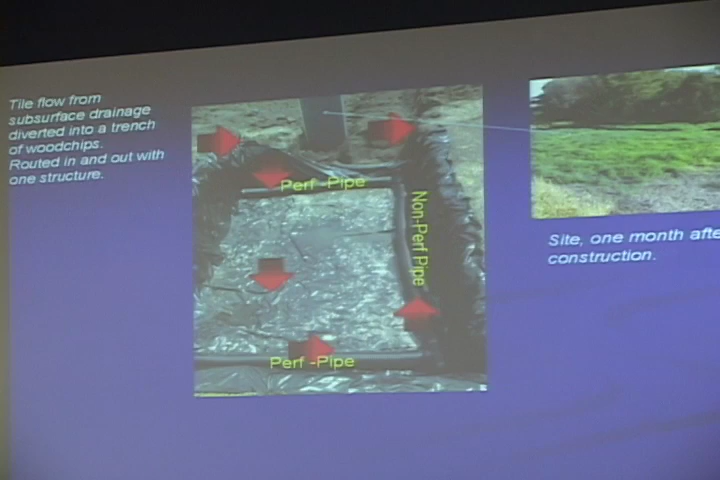 Tile flow from
subsurface drainage
diverted into a trench
of woodchips.
Routed in and out with
one structure.
Perf -Pipe
Non-Perf Pipe
Perf -Pipe
Site, one month afte
construction.